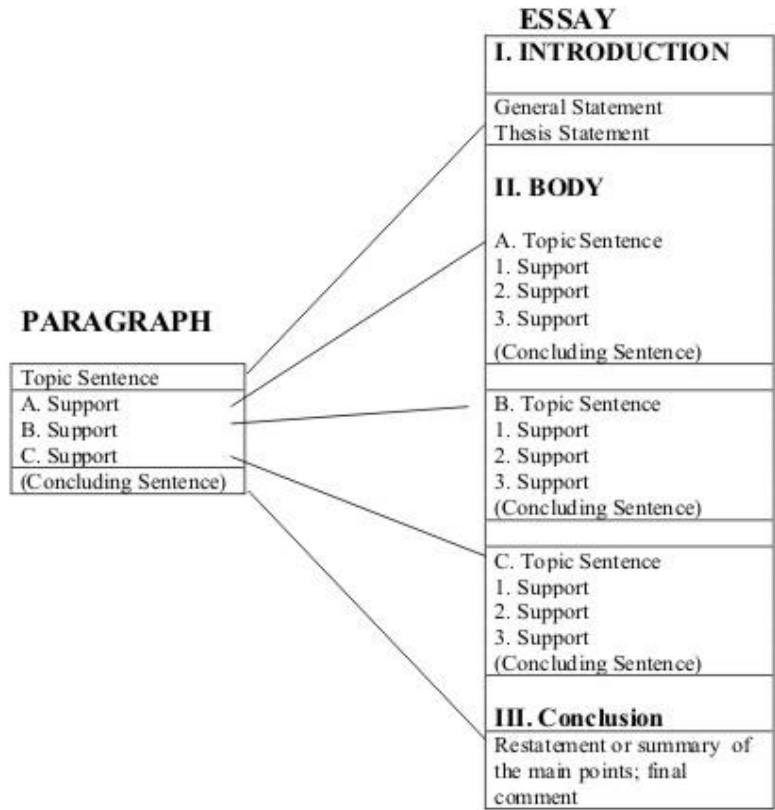 PARAGRAPH
Topic Sentence
A. Support
B. Support
C. Support
(Concluding Sentence)
ESSAY
I. INTRODUCTION
General Statement
Thesis Statement
II. BODY
A. Topic Sentence
1. Support
2. Support
3. Support
(Concluding Sentence)
B. Topic Sentence
1. Support
2. Support
3. Support
(Concluding Sentence)
C. Topic Sentence
1. Support
2. Support
3. Support
(Concluding Sentence)
III. Conclusion
Restatement or summary of
the main points; final
comment